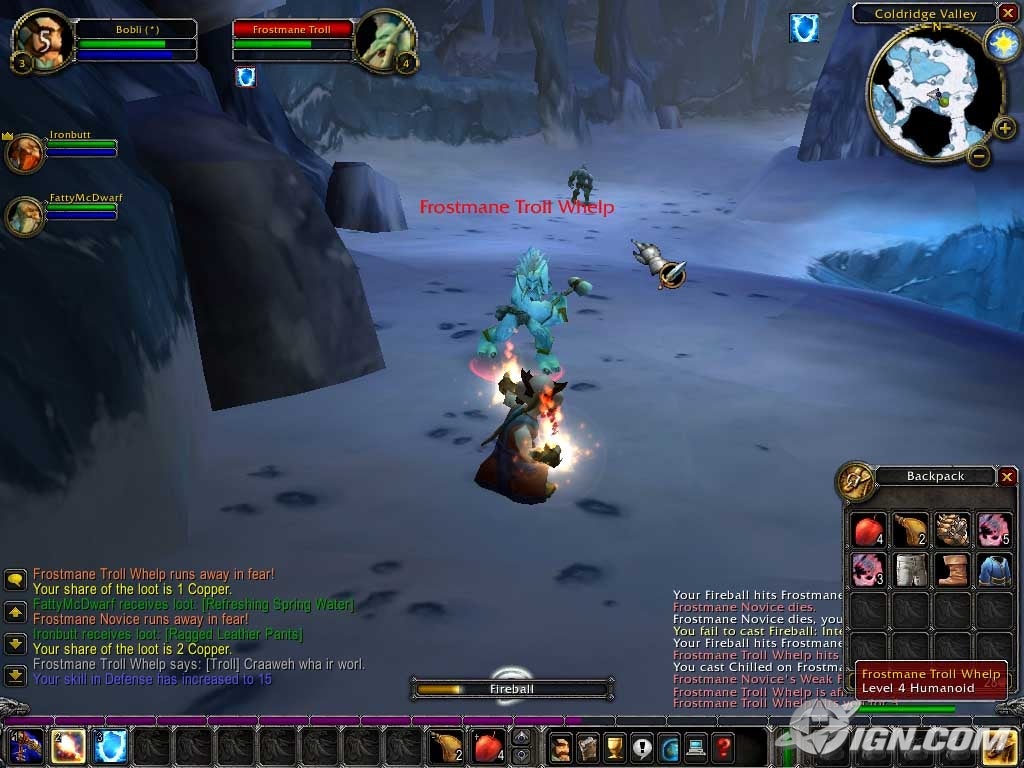 Bobli (*)
5
3
Frostmane Troll
4
Coldridge Valley
N
Ironbutt
FattyMcDwarf
Frostmane Troll Whelp
Backpack
4
2
5
3
Frostmane Troll Whelp runs away in fear!
Your share of the loot is 1 Copper.
FattyMcDwarf receives loot: [Refreshing Spring Water]
Frostmane Novice runs away in fear!
Ironbutt receives loot: [Ragged Leather Pants]
Your share of the loot is 2 Copper.
Frostmane Troll Whelp says: [Troll] Craaweh wha ir worl.
Your skill in Defense has increased to 15
Your Fireball hits Frostmane
Frostmane Novice dies.
Frostmane Novice dies, you
You fail to cast Fireball: Inte
Your Fireball hits Frostmane
Frostmane Troll Whelp hits
You cast Chilled on Frostma
Frostmane Novice's Weak F
Frostmane Troll Whelp is
Frostmane Troll Whelp
Frostmane Troll Whelp
Level 4 Humanoid
Fireball
1
2
3
2
4
IGN.COM